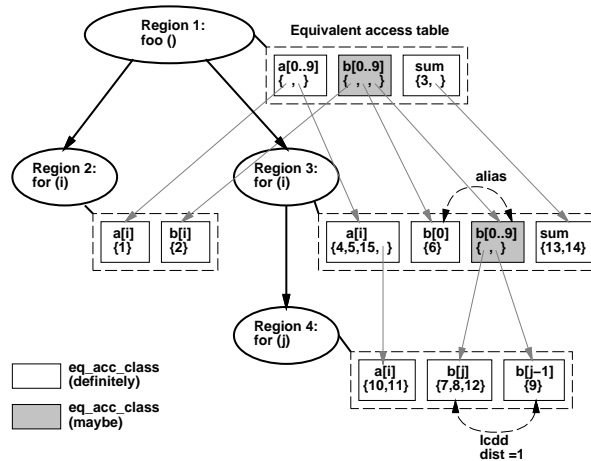 Region 1:
foo ()
Equivalent access table
a[0..9]
{ , }
b[0..9]
{ , , }
sum
{3, }
Region 2:
for (i)
Region 3:
for (i)
alias
a[i]
{1}
b[i]
{2}
a[i]
{4,5,15, }
b[0]
{6}
b[0..9]
{ , }
sum
{13,14}
Region 4:
for (j)
eq_acc_class
(definitely)
eq_acc_class
(maybe)
a[i]
{10,11}
b[j]
{7,8,12}
b[j−1]
{9}
lcdd
dist =1